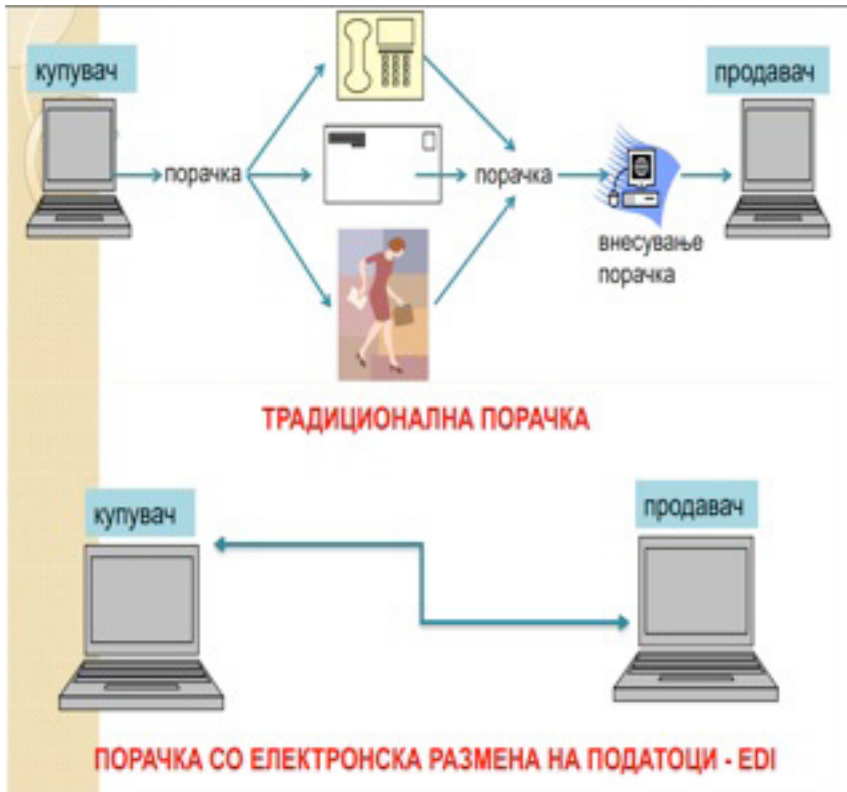 купувач
продавач
порачка
порачка
внесување
порачка
ТРАДИЦИОНАЛНА ПОРАЧКА
купувач
продавач
ПОРАЧКА СО ЕЛЕКТРОНСКА РАЗМЕНА НА ПОДАТОЦИ - EDI